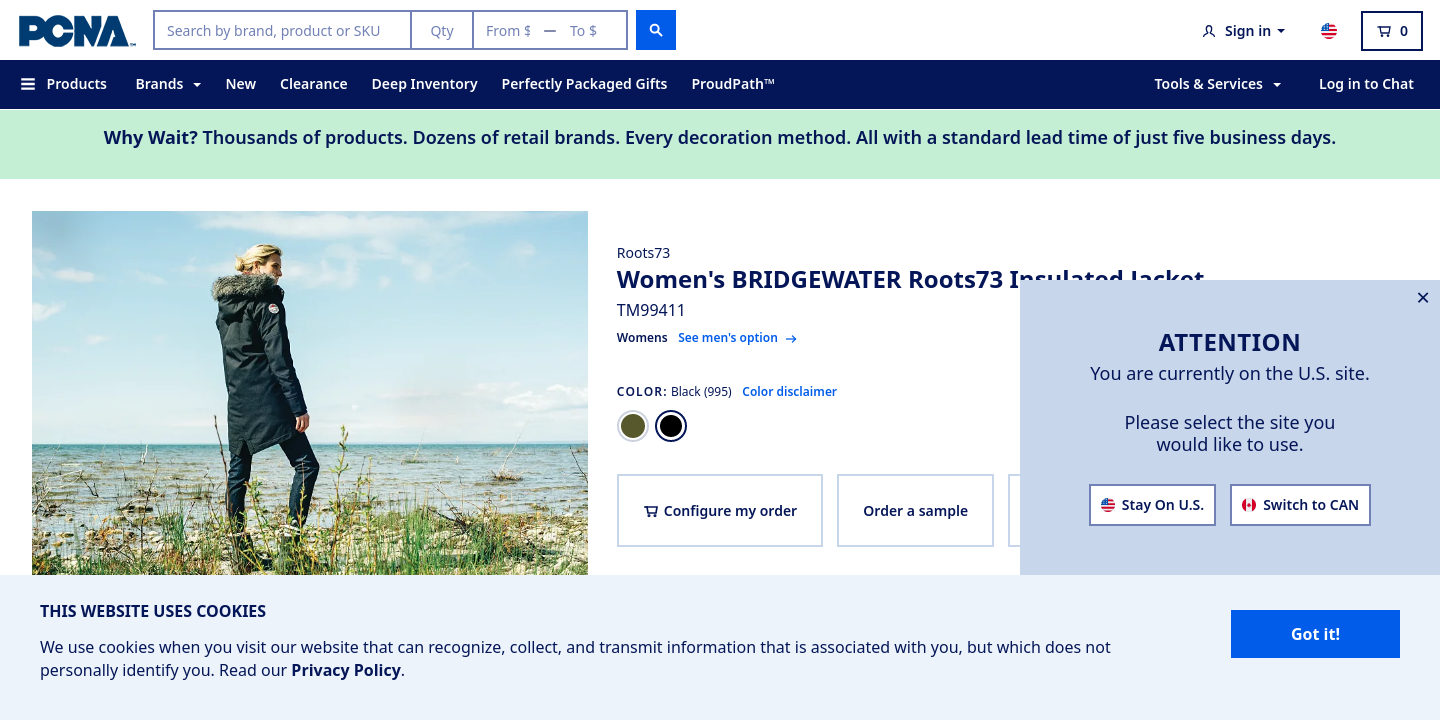 PCNA™
Search by brand, product or SKU
Qty
From $ — To $
Sign in
0
Products
Brands
New
Clearance
Deep Inventory
Perfectly Packaged Gifts
ProudPath™
Tools & Services
Log in to Chat
Why Wait? Thousands of products. Dozens of retail brands. Every decoration method. All with a standard lead time of just five business days.
Roots73
Women's BRIDGEWATER Roots73 Insulated Jacket
TM99411
Womens See men's option →
COLOR: Black (995) Color disclaimer
Configure my order
Order a sample
ATTENTION
You are currently on the U.S. site.
Please select the site you
would like to use.
Stay On U.S.
Switch to CAN
THIS WEBSITE USES COOKIES
We use cookies when you visit our website that can recognize, collect, and transmit information that is associated with you, but which does not
personally identify you. Read our Privacy Policy.
Got it!